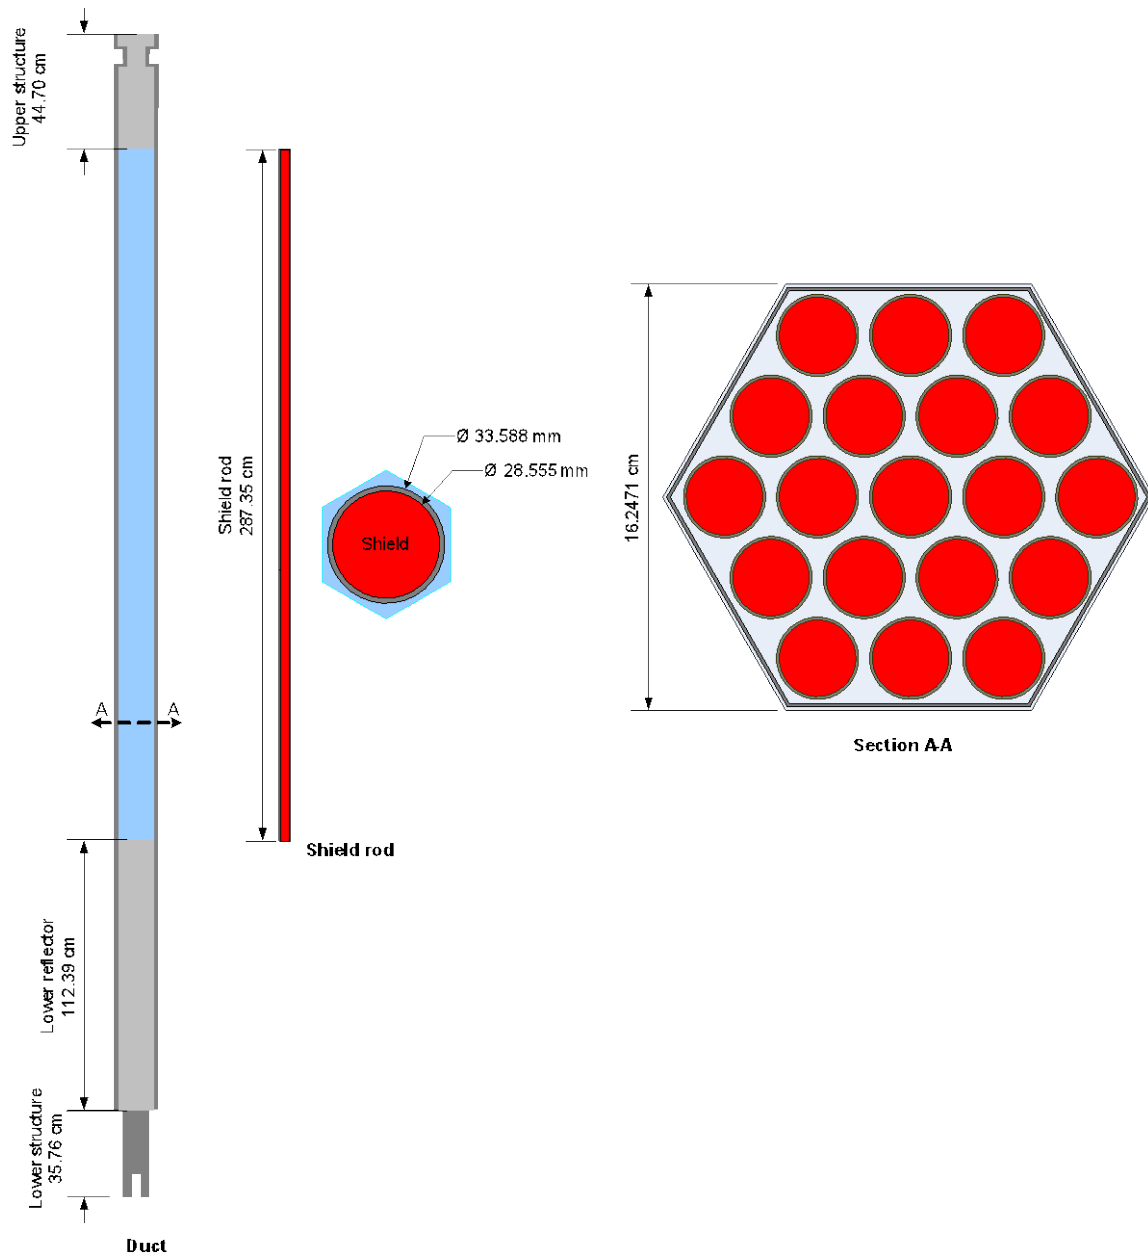 Upper structure
44.70 cm
Shield rod
287.35 cm
Ø 33.588 mm
Ø 28.555 mm
Shield
16.2471 cm
A
A
Section A-A
Shield rod
Lower reflector
112.39 cm
Lower structure
35.76 cm
Duct